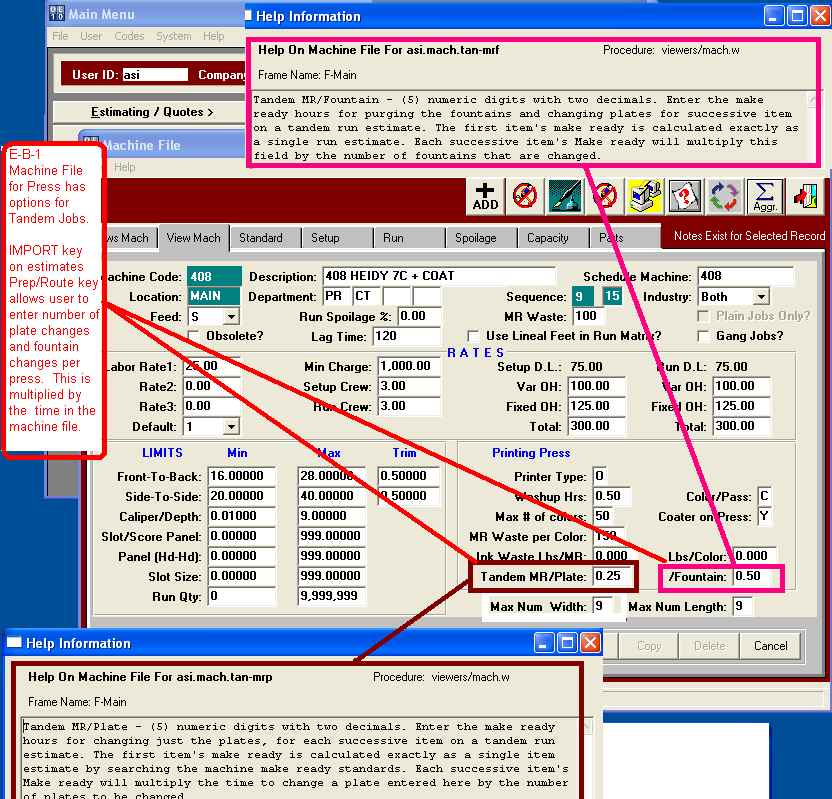 Main Menu
File User Codes System Help
User ID: asi Company
Estimating / Quotes >
Help Information
Help On Machine File For asi.mach.tan-mrf Procedure: viewers/mach.w
Frame Name: F-Main
Tandem MR/Fountain - (5) numeric digits with two decimals. Enter the make
ready hours for purging the fountains and changing plates for successive item
on a tandem run estimate. The first item's make ready is calculated exactly as
a single run estimate. Each successive item's Make ready will multiply this
field by the number of fountains that are changed.
Machine File
Help
E-B-1
Machine File
for Press has
options for
Tandem Jobs.
IMPORT key
on estimates
Prep/Route key
allows user to
enter number of
plate changes
and fountain
changes per
press. This is
multiplied by
the time in the
machine file.
ADD Aggr.
ws Mach View Mach Standard Setup Run Spoilage Capacity Parts Notes Exist for Selected Record
achine Code: 408 Description: 408 HEIDY 7C + COAT Schedule Machine: 408
Location: MAIN Department: PR CT Sequence: 9 15 Industry: Both
Feed: S Run Spoilage %: 0.00 MR Waste: 100 Plain Jobs Only?
Obsolete? Lag Time: 120 Use Lineal Feet in Run Matrix? Gang Jobs?
RATES
Labor Rate1: 25.00 Min Charge: 1,000.00 Setup D.L.: 75.00 Run D.L.: 75.00
Rate2: 0.00 Setup Crew: 3.00 Var OH: 100.00 Var OH: 100.00
Rate3: 0.00 Run Crew: 3.00 Fixed OH: 125.00 Fixed OH: 125.00
Default: 1 Total: 300.00 Total: 300.00
LIMITS Min Max Trim Printing Press
Front-To-Back: 16.00000 28.00000 0.50000 Printer Type: O
Side-To-Side: 20.00000 40.00000 0.50000 Washup Hrs: 0.50 Color/Pass: C
Caliper/Depth: 0.01000 9.00000 Max # of colors: 50 Coater on Press: Y
Slot/Score Panel: 0.00000 999.00000 MR Waste per Color: 150
Panel (Hd-Hd): 0.00000 999.00000 Ink Waste Lbs/MR: 0.000 Lbs/Color: 0.000
Slot Size: 0.00000 999.00000 Tandem MR/Plate: 0.25 /Fountain: 0.50
Run Qty: 0 9,999,999 Max Num Width: 9 Max Num Length: 9
Copy Delete Cancel
Help Information
Help On Machine File For asi.mach.tan-mrp Procedure: viewers/mach.w
Frame Name: F-Main
Tandem MR/Plate - (5) numeric digits with two decimals. Enter the make ready
hours for changing just the plates, for each successive item on a tandem run
estimate. The first item's make ready is calculated exactly as a single item
estimate by searching the machine make ready standards. Each successive item's
Make ready will multiply the time to change a plate entered here by the number
of plates to be changed